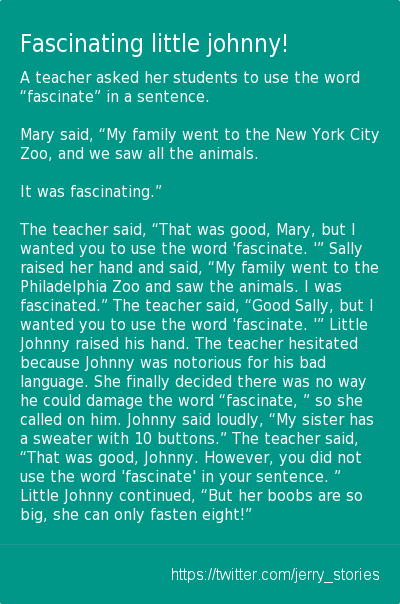 Fascinating little johnny!
A teacher asked her students to use the word
“fascinate” in a sentence.
Mary said, “My family went to the New York City
Zoo, and we saw all the animals.
It was fascinating.”
The teacher said, “That was good, Mary, but I
wanted you to use the word 'fascinate. '” Sally
raised her hand and said, “My family went to the
Philadelphia Zoo and saw the animals. I was
fascinated.” The teacher said, “Good Sally, but I
wanted you to use the word 'fascinate. '” Little
Johnny raised his hand. The teacher hesitated
because Johnny was notorious for his bad
language. She finally decided there was no way
he could damage the word “fascinate, ” so she
called on him. Johnny said loudly, “My sister has
a sweater with 10 buttons.” The teacher said,
“That was good, Johnny. However, you did not
use the word 'fascinate' in your sentence. ”
Little Johnny continued, “But her boobs are so
big, she can only fasten eight!”
https://twitter.com/jerry_stories